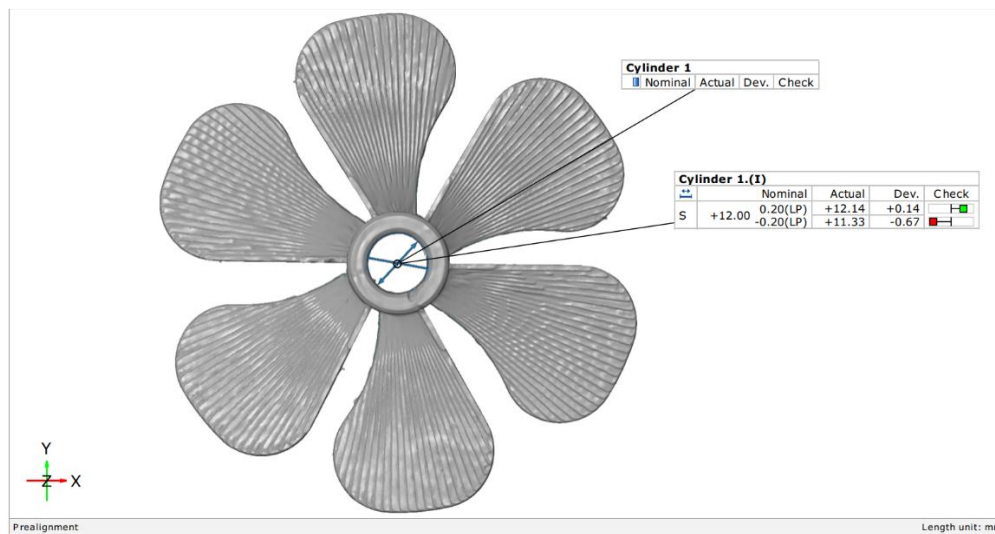 Cylinder 1
Nominal Actual Dev. Check
Cylinder 1.(I)
Nominal Actual Dev. Check
S +12.00 0.20(LP) +12.14 +0.14
-0.20(LP) +11.33 -0.67
Y
Z X
Prealignment
Length unit: m